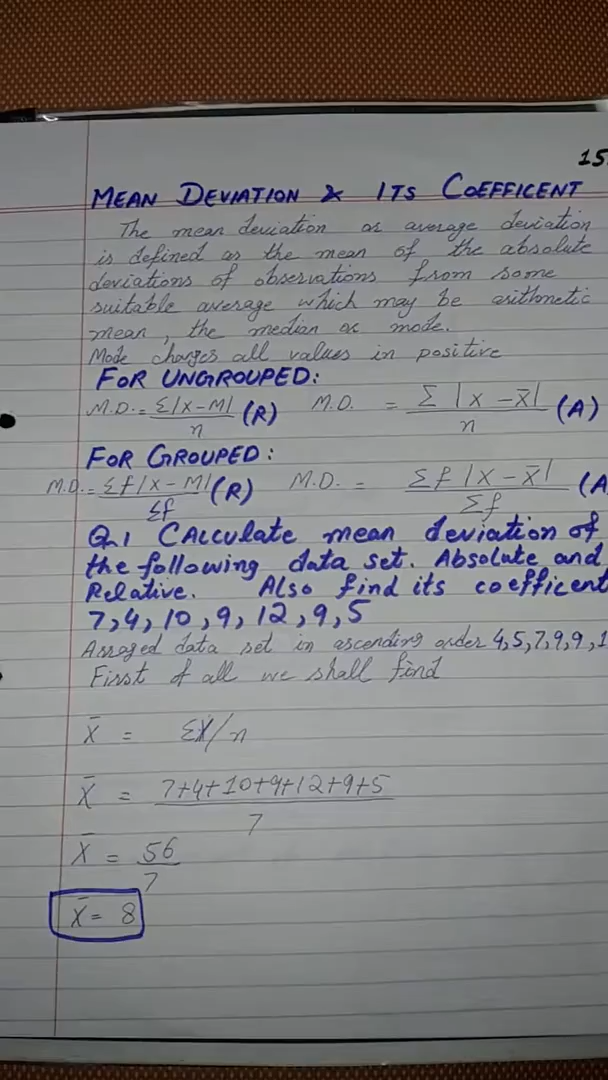 15
MEAN DEVIATION & ITS COEFFICENT
The mean deviation or average deviation
is defined as the mean of the absolute
deviations of observations from some
suitable average which may be arithmetic
mean, the median or mode.
Mode changes all values in positive
FOR UNGROUPED:
M.D. = Σ|X-M|/n (R) M.D. = Σ|x-x̄|/n (A)
FOR GROUPED:
M.D. = Σf|X-M|/Σf (R) M.D. = Σf|X-x̄|/Σf (A
Q.1 CALCULATE mean deviation of
the following data set. Absolute and
Relative. Also find its coefficent
7,4,10,9,12,9,5
Arraged data set in ascending order 4,5,7,9,9,1
First of all we shall find
X̄ = ΣX/n
X̄ = 7+4+10+9+12+9+5
7
X̄ = 56
7
X̄ = 8